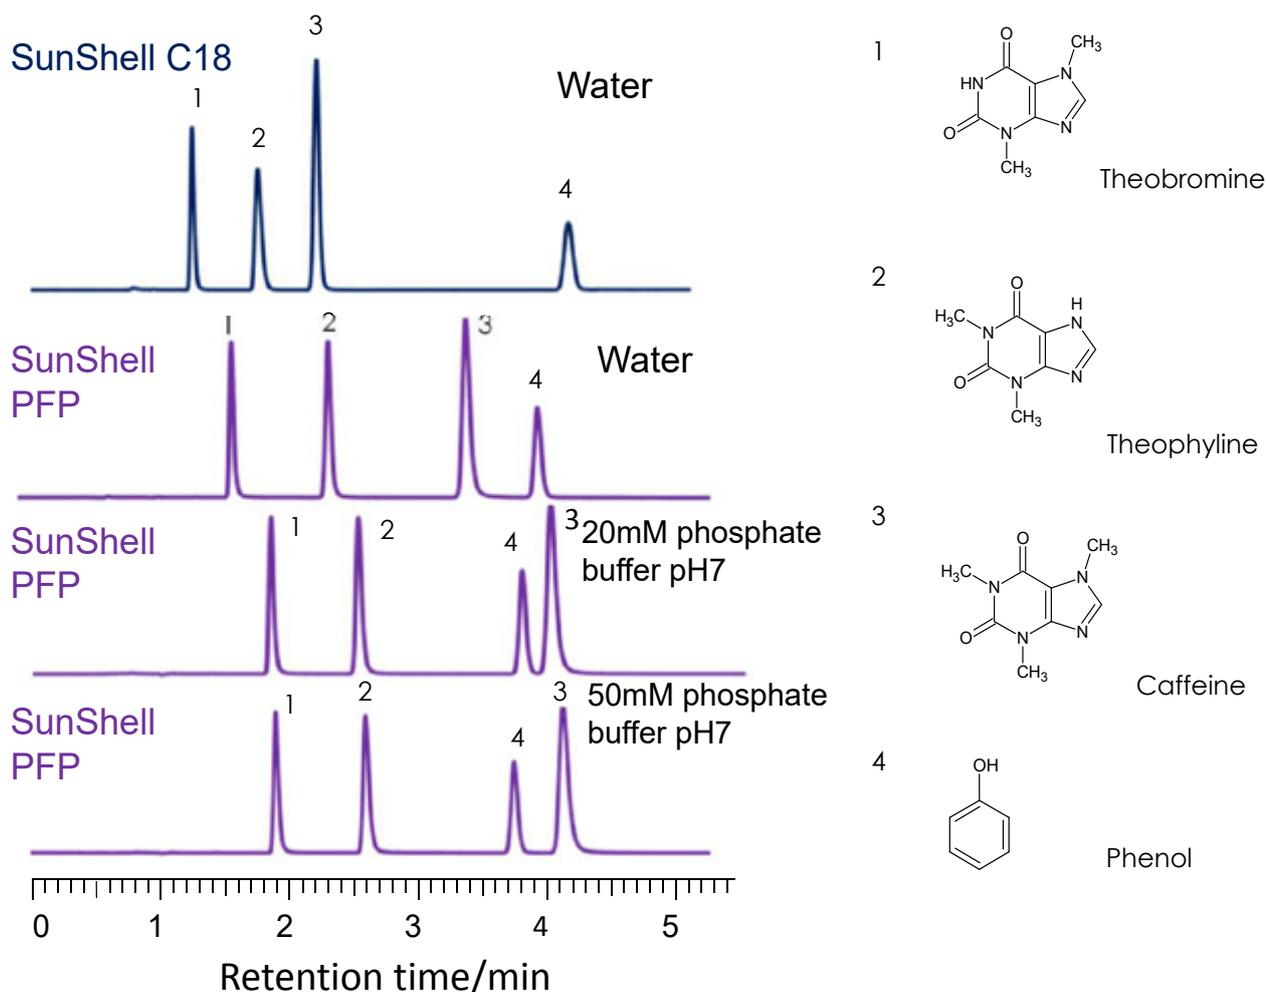 SunShell C18
Water
1
2
3
4
SunShell
PFP
Water
1
2
3
4
SunShell
PFP
20mM phosphate
buffer pH7
1
2
4
3
SunShell
PFP
50mM phosphate
buffer pH7
1
2
4
3
0 1 2 3 4 5
Retention time/min
1
O
CH₃
HN
N
O
N
N
CH₃
Theobromine
2
O
H
H₃C
N
N
O
N
N
CH₃
Theophyline
3
O
CH₃
H₃C
N
N
O
N
N
CH₃
Caffeine
4
OH
Phenol